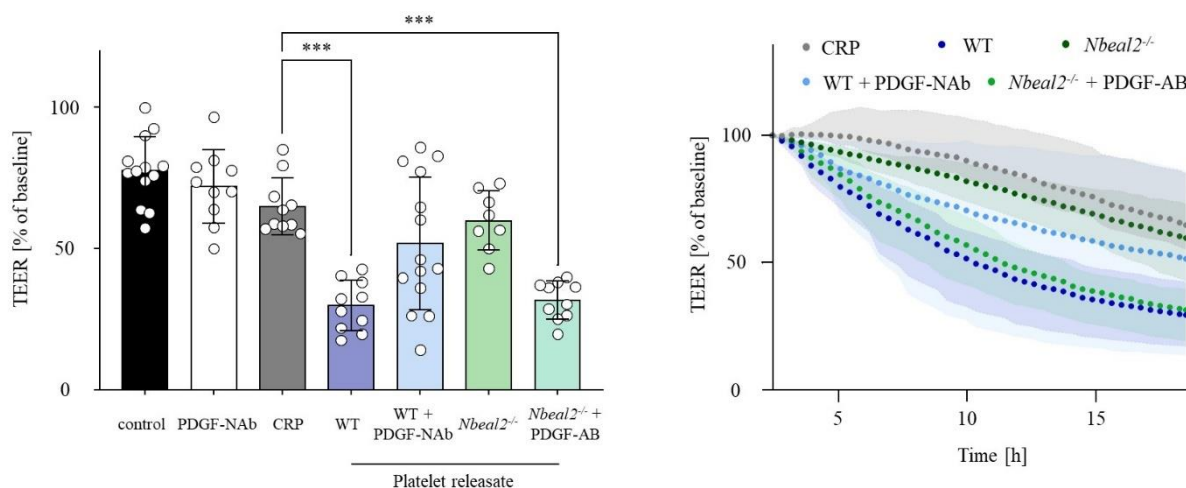 ***
***
TEER [% of baseline]
100
50
0
control PDGF-NAb CRP WT WT + PDGF-NAb Nbeal2-/- Nbeal2-/- + PDGF-AB
Platelet releasate
CRP WT Nbeal2-/-
WT + PDGF-NAb Nbeal2-/- + PDGF-AB
TEER [% of baseline]
100
50
0
5 10 15
Time [h]